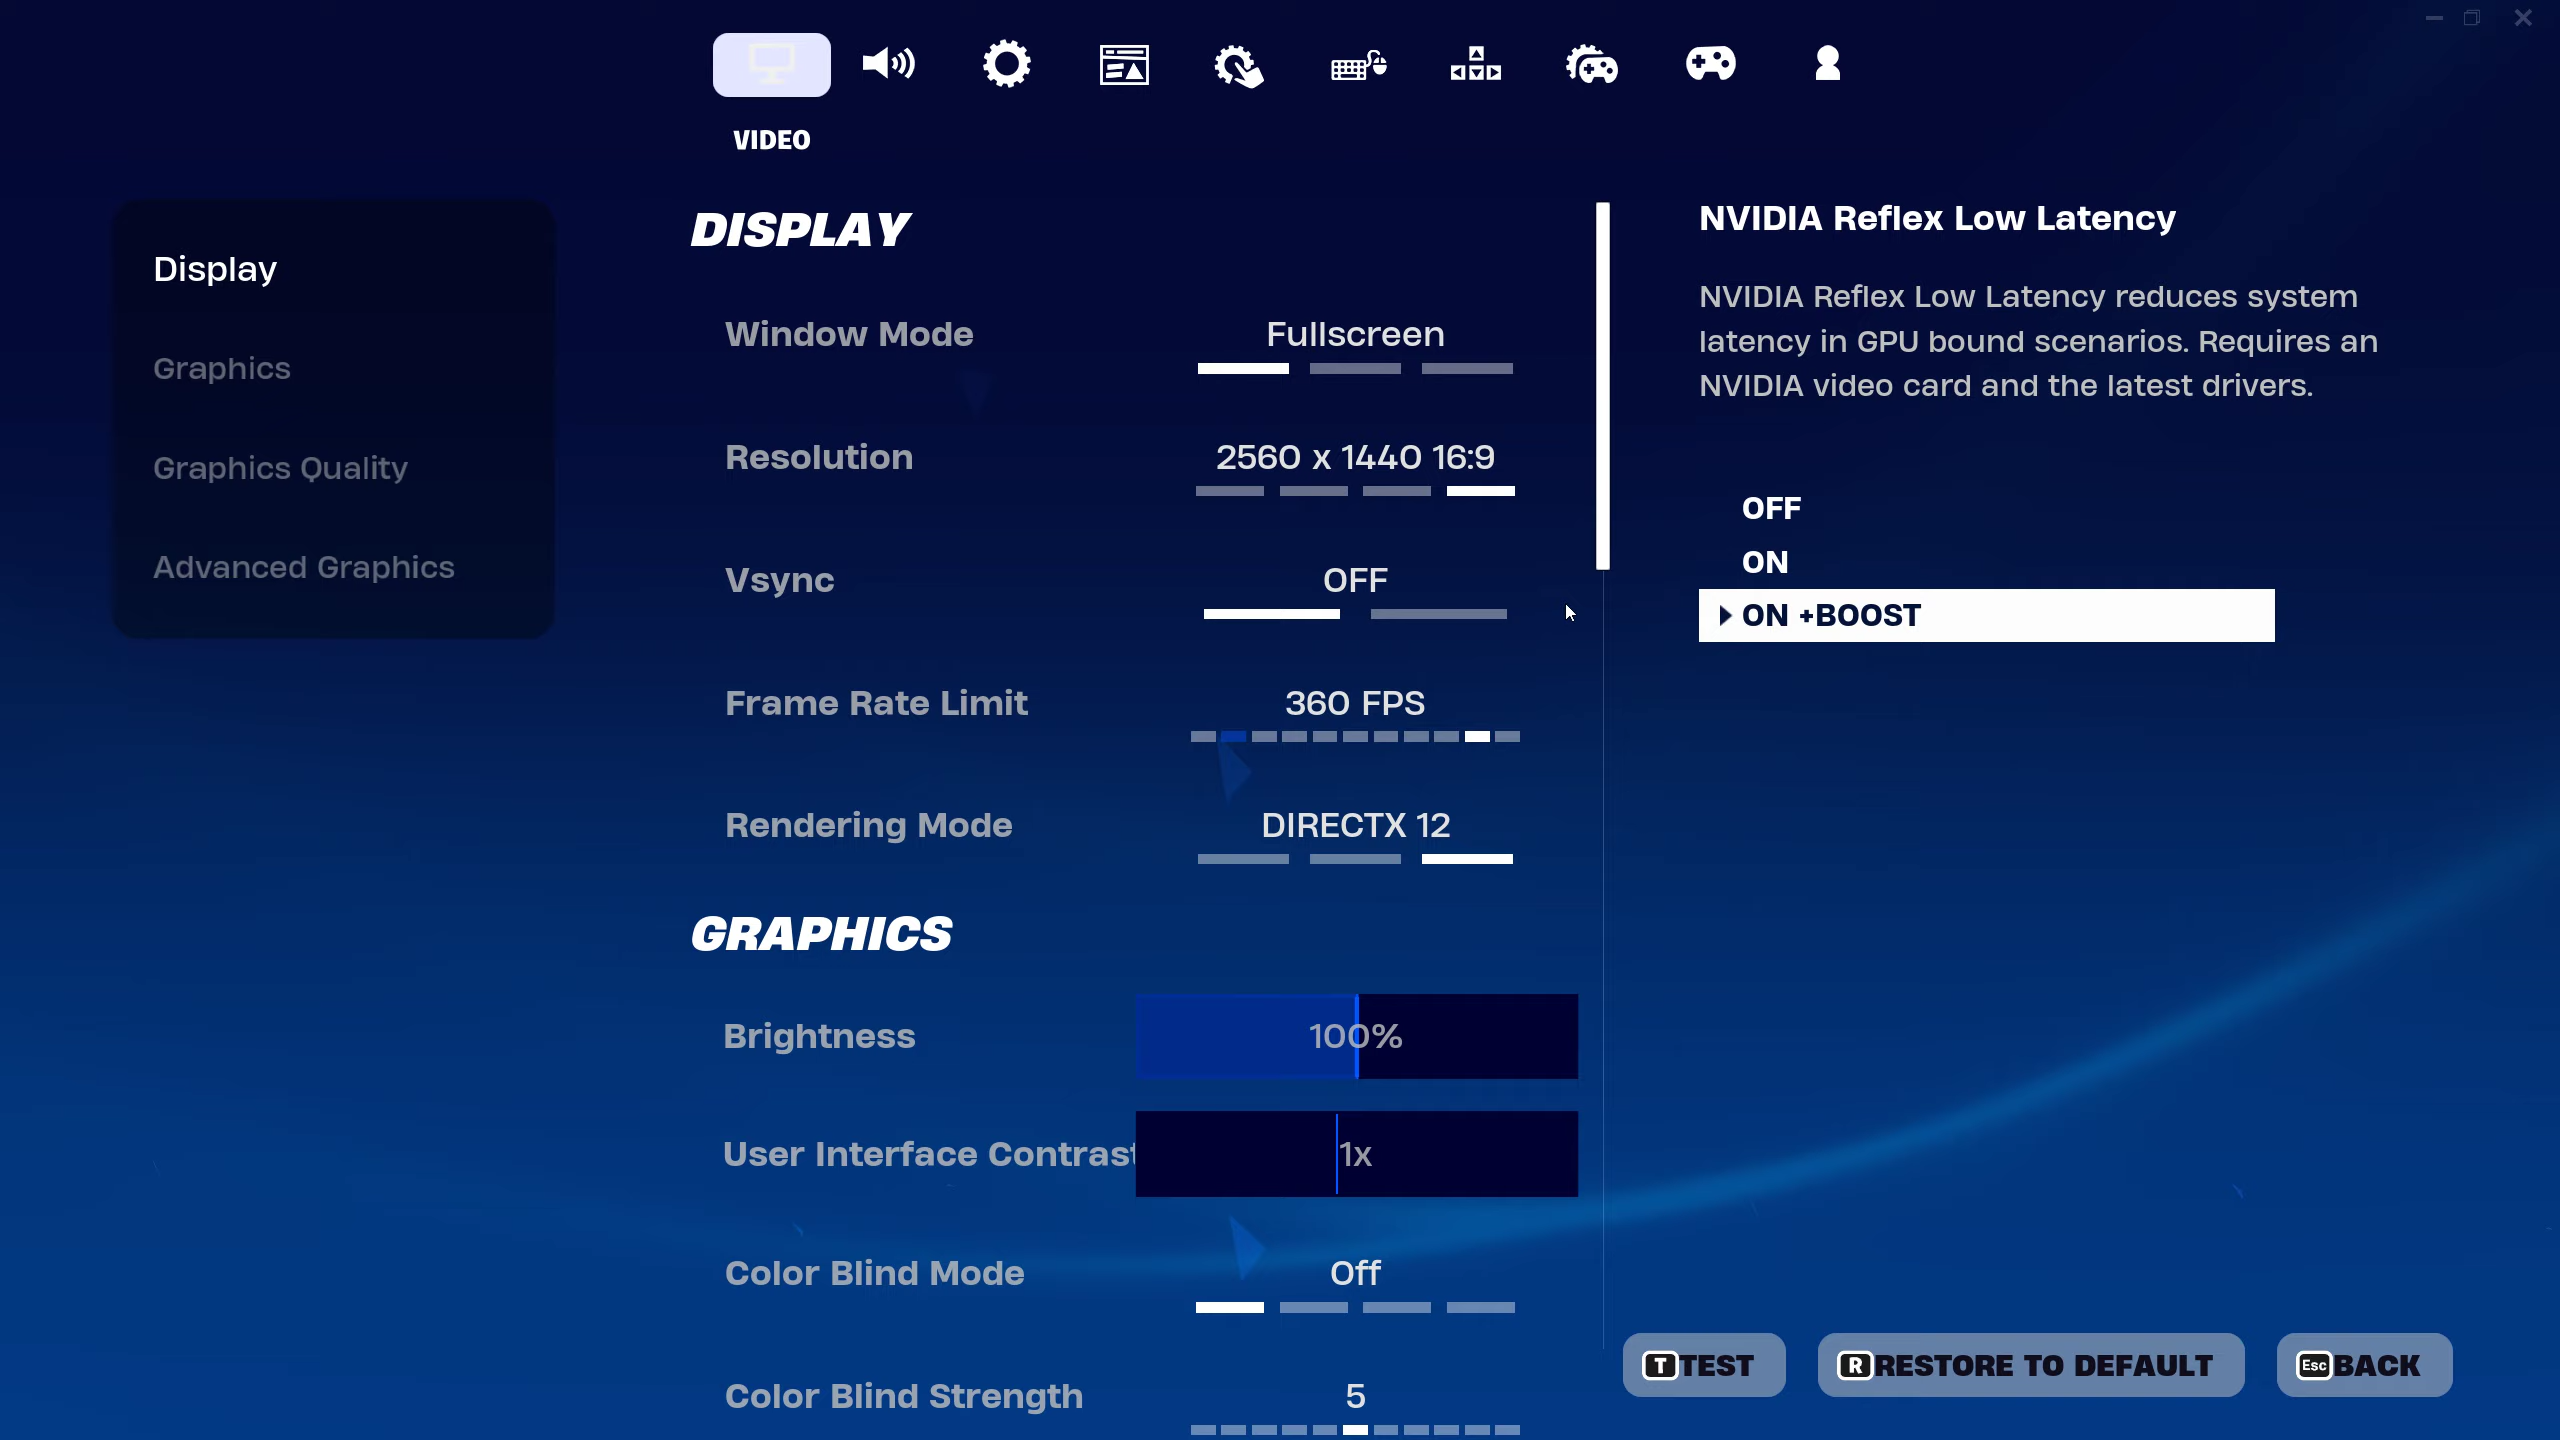 VIDEO
Display
Graphics
Graphics Quality
Advanced Graphics
DISPLAY
Window Mode
Fullscreen
Resolution
2560 x 1440 16:9
Vsync
OFF
Frame Rate Limit
360 FPS
Rendering Mode
DIRECTX 12
GRAPHICS
Brightness
100%
User Interface Contrast
1x
Color Blind Mode
Off
Color Blind Strength
5
NVIDIA Reflex Low Latency
NVIDIA Reflex Low Latency reduces system
latency in GPU bound scenarios. Requires an
NVIDIA video card and the latest drivers.
OFF
ON
ON +BOOST
T TEST
R RESTORE TO DEFAULT
Esc BACK